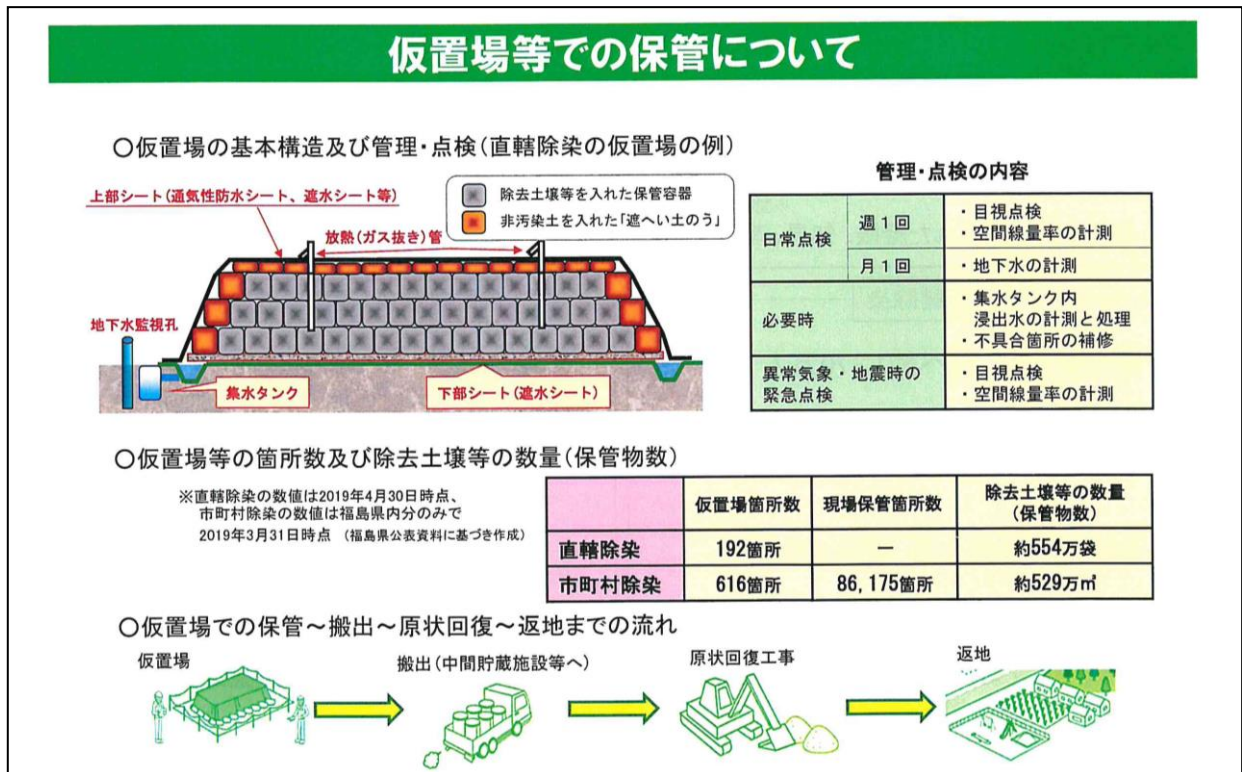 仮置場等での保管について
○仮置場の基本構造及び管理・点検(直轄除染の仮置場の例)
上部シート(通気性防水シート、遮水シート等)
除去土壌等を入れた保管容器
非汚染土を入れた「遮へい土のう」
放熱(ガス抜き)管
地下水監視孔
集水タンク
下部シート(遮水シート)
管理・点検の内容
日常点検
週1回
・目視点検
・空間線量率の計測
月1回
・地下水の計測
必要時
・集水タンク内
浸出水の計測と処理
・不具合箇所の補修
異常気象・地震時の
緊急点検
・目視点検
・空間線量率の計測
○仮置場等の箇所数及び除去土壌等の数量(保管物数)
※直轄除染の数値は2019年4月30日時点、
市町村除染の数値は福島県内分のみで
2019年3月31日時点 (福島県公表資料に基づき作成)
仮置場箇所数 現場保管箇所数 除去土壌等の数量
(保管物数)
直轄除染 192箇所 ― 約554万袋
市町村除染 616箇所 86,175箇所 約529万㎥
○仮置場での保管~搬出~原状回復~返地までの流れ
仮置場
搬出(中間貯蔵施設等へ)
原状回復工事
返地